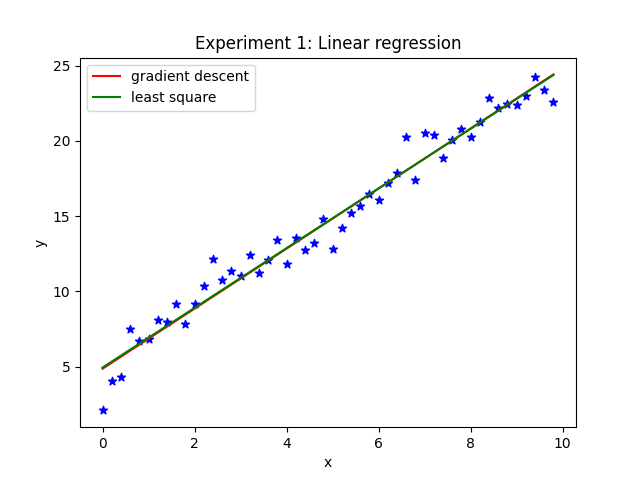 Experiment 1: Linear regression
gradient descent
least square
25
20
15
10
5
y
0 2 4 6 8 10
x